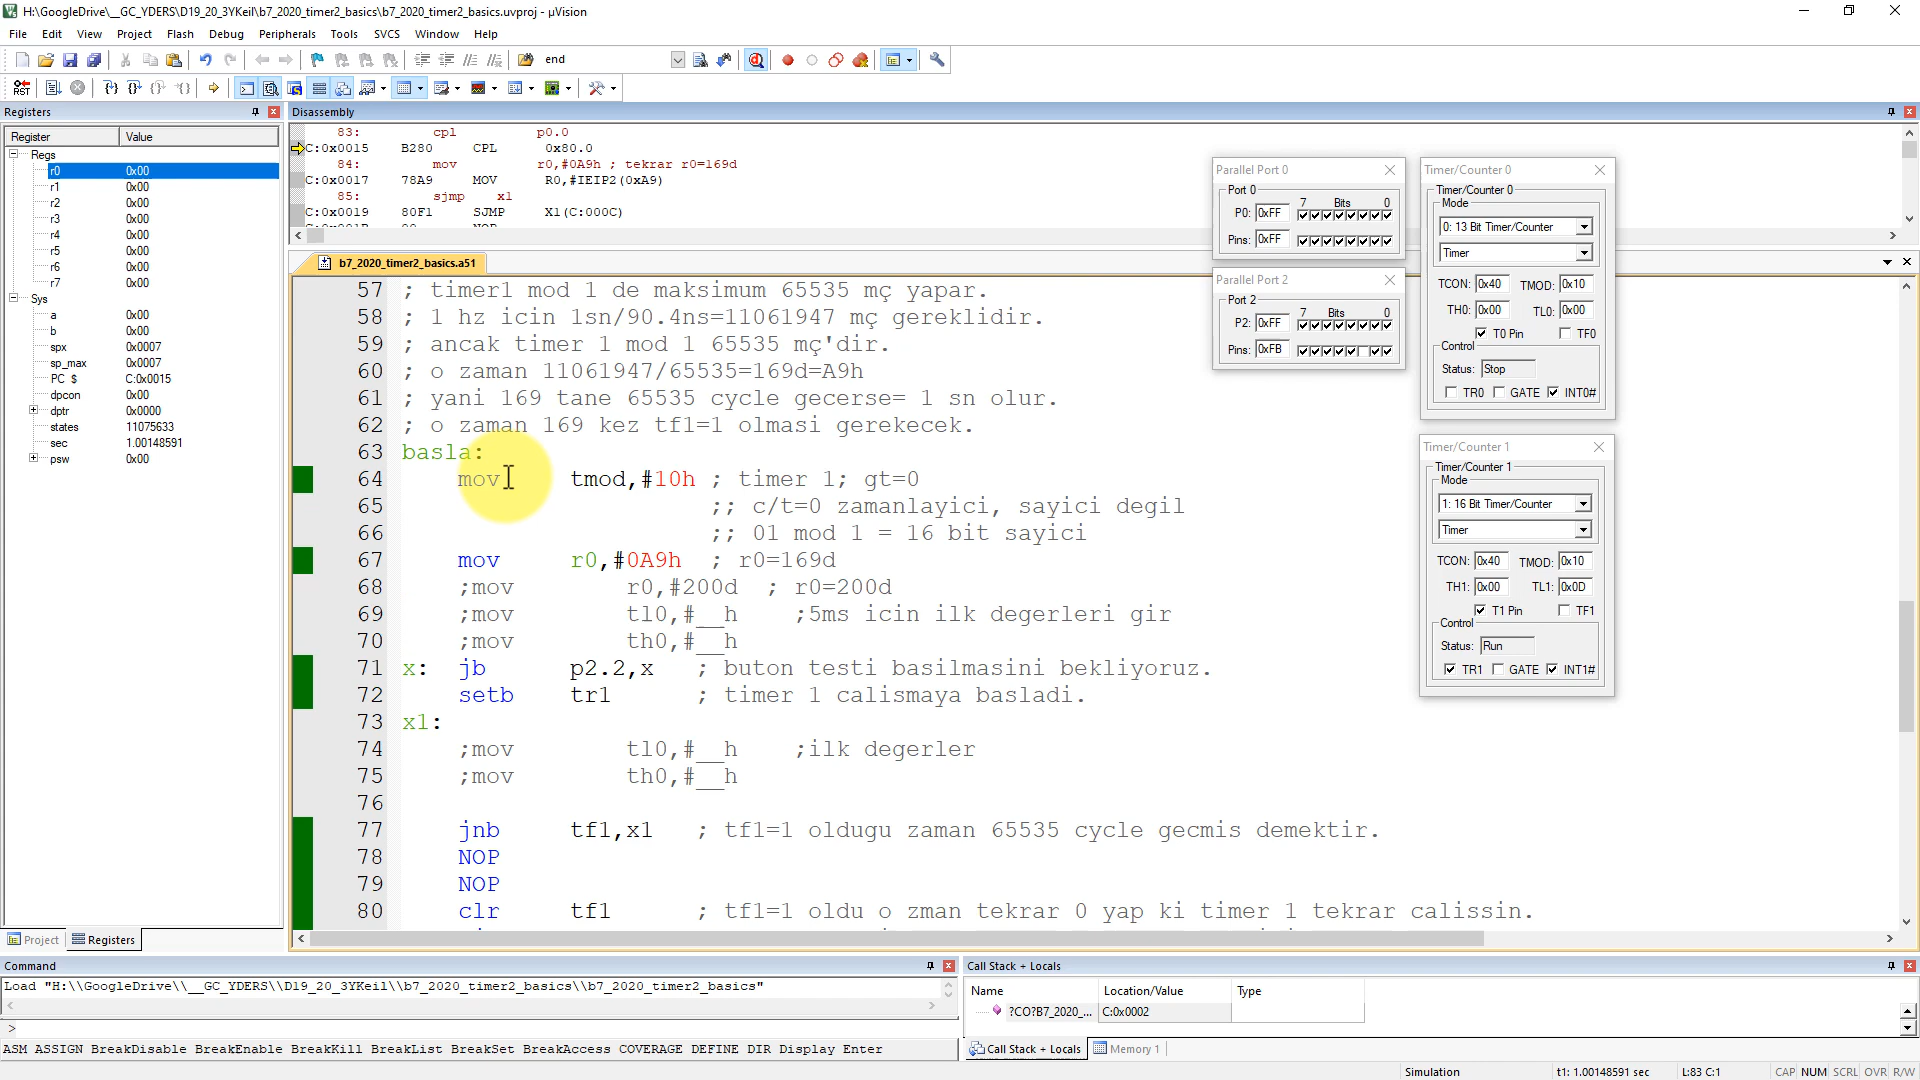 H:\GoogleDrive\__GC_YDERS\D19_20_3YKeil\b7_2020_timer2_basics\b7_2020_timer2_basics.uvproj - µVision
File Edit View Project Flash Debug Peripherals Tools SVCS Window Help
end
RST
Registers
Register Value
Regs
r0 0x00
r1 0x00
r2 0x00
r3 0x00
r4 0x00
r5 0x00
r6 0x00
r7 0x00
Sys
a 0x00
b 0x00
spx 0x0007
sp_max 0x0007
PC $ C:0x0015
dpcon 0x00
dptr 0x0000
states 11075633
sec 1.00148591
psw 0x00
Project Registers
Disassembly
83: cpl p0.0
C:0x0015 B280 CPL 0x80.0
84: mov r0,#0A9h ; tekrar r0=169d
C:0x0017 78A9 MOV R0,#IEIP2(0xA9)
85: sjmp x1
C:0x0019 80F1 SJMP X1(C:000C)
b7_2020_timer2_basics.a51
57 ; timer1 mod 1 de maksimum 65535 mç yapar.
58 ; 1 hz icin 1sn/90.4ns=11061947 mç gereklidir.
59 ; ancak timer 1 mod 1 65535 mç'dir.
60 ; o zaman 11061947/65535=169d=A9h
61 ; yani 169 tane 65535 cycle gecerse= 1 sn olur.
62 ; o zaman 169 kez tf1=1 olmasi gerekecek.
63 basla:
64 mov tmod,#10h ; timer 1; gt=0
65 ;; c/t=0 zamanlayici, sayici degil
66 ;; 01 mod 1 = 16 bit sayici
67 mov r0,#0A9h ; r0=169d
68 ;mov r0,#200d ; r0=200d
69 ;mov tl0,#__h ;5ms icin ilk degerleri gir
70 ;mov th0,#__h
71 x: jb p2.2,x ; buton testi basilmasini bekliyoruz.
72 setb tr1 ; timer 1 calismaya basladi.
73 x1:
74 ;mov tl0,#__h ;ilk degerler
75 ;mov th0,#__h
76
77 jnb tf1,x1 ; tf1=1 oldugu zaman 65535 cycle gecmis demektir.
78 NOP
79 NOP
80 clr tf1 ; tf1=1 oldu o zman tekrar 0 yap ki timer 1 tekrar calissin.
Parallel Port 0
Port 0
7 Bits 0
P0: 0xFF
Pins: 0xFF
Parallel Port 2
Port 2
7 Bits 0
P2: 0xFF
Pins: 0xFB
Timer/Counter 0
Timer/Counter 0
Mode
0: 13 Bit Timer/Counter
Timer
TCON: 0x40 TMOD: 0x10
TH0: 0x00 TL0: 0x00
T0 Pin TF0
Control
Status: Stop
TR0 GATE INT0#
Timer/Counter 1
Timer/Counter 1
Mode
1: 16 Bit Timer/Counter
Timer
TCON: 0x40 TMOD: 0x10
TH1: 0x00 TL1: 0x0D
T1 Pin TF1
Control
Status: Run
TR1 GATE INT1#
Command
Load "H:\\GoogleDrive\\__GC_YDERS\\D19_20_3YKeil\\b7_2020_timer2_basics\\b7_2020_timer2_basics"
>
ASM ASSIGN BreakDisable BreakEnable BreakKill BreakList BreakSet BreakAccess COVERAGE DEFINE DIR Display Enter
Call Stack + Locals
Name Location/Value Type
?CO?B7_2020_... C:0x0002
Call Stack + Locals Memory 1
Simulation t1: 1.00148591 sec L:83 C:1 CAP NUM SCRL OVR R/W